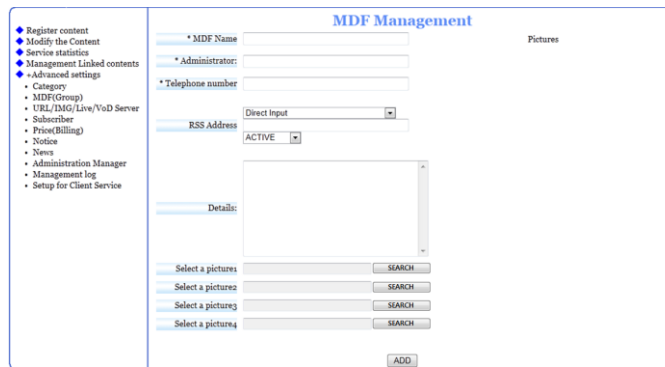 MDF Management
Register content
Modify the Content
Service statistics
Management Linked contents
+Advanced settings
Category
MDF(Group)
URL/IMG/Live/VoD Server
Subscriber
Price(Billing)
Notice
News
Administration Manager
Management log
Setup for Client Service
* MDF Name
Pictures
* Administrator:
* Telephone number
Direct Input
RSS Address
ACTIVE
Details:
Select a picture1 SEARCH
Select a picture2 SEARCH
Select a picture3 SEARCH
Select a picture4 SEARCH
ADD